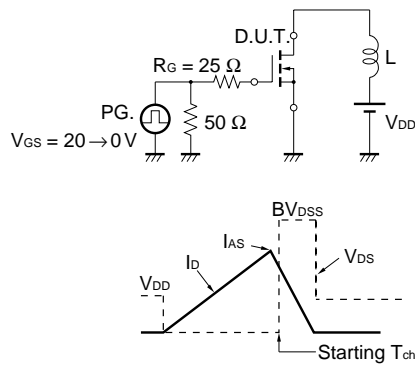 D.U.T.
RG = 25 Ω
L
PG.
50 Ω
VDD
VGS = 20 → 0 V
BVDSS
IAS
ID
VDS
VDD
Starting Tch